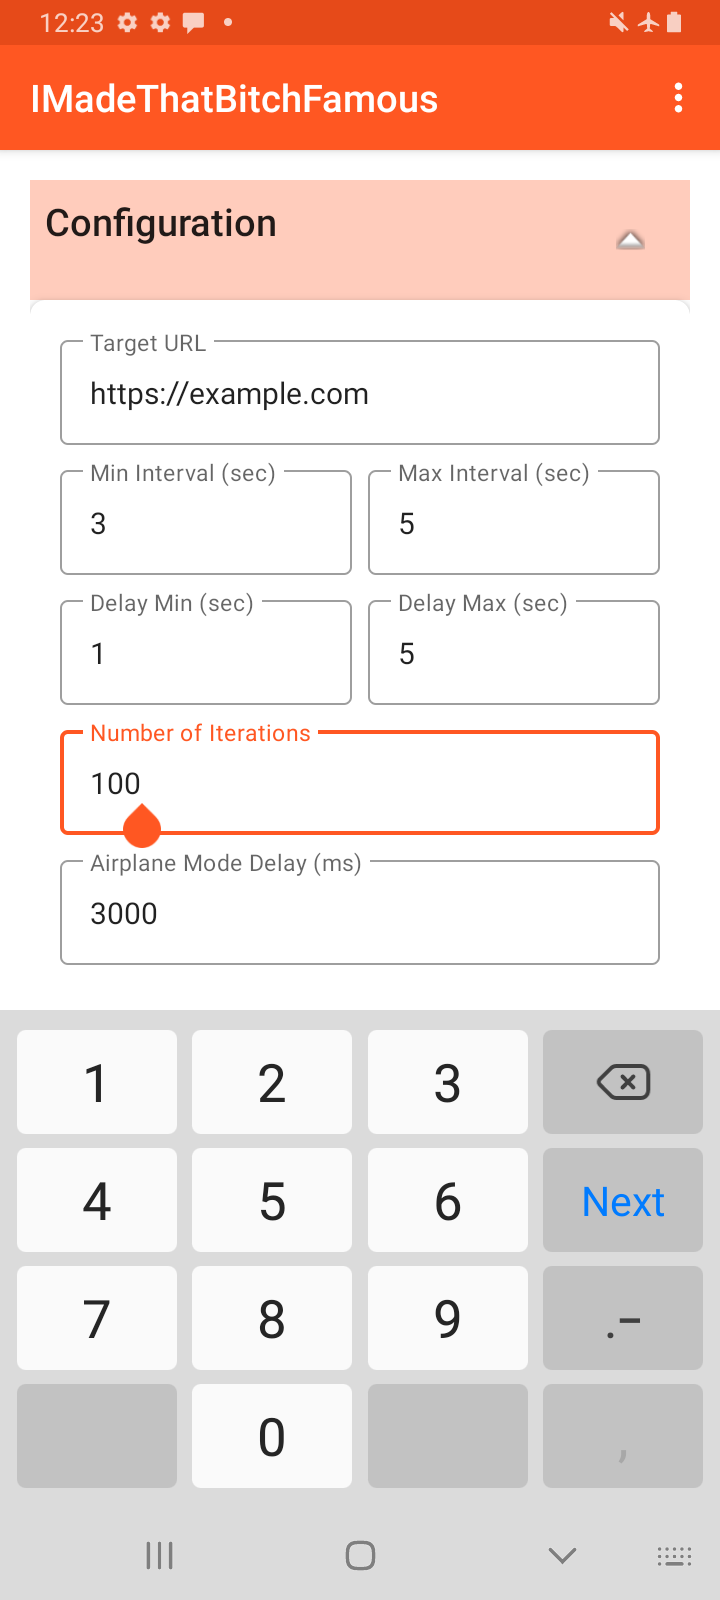 12:23
IMadeThatBitchFamous
Configuration
Target URL
https://example.com
Min Interval (sec) Max Interval (sec)
3 5
Delay Min (sec) Delay Max (sec)
1 5
Number of Iterations
100
Airplane Mode Delay (ms)
3000
1 2 3
4 5 6 Next
7 8 9 .-
0 ,